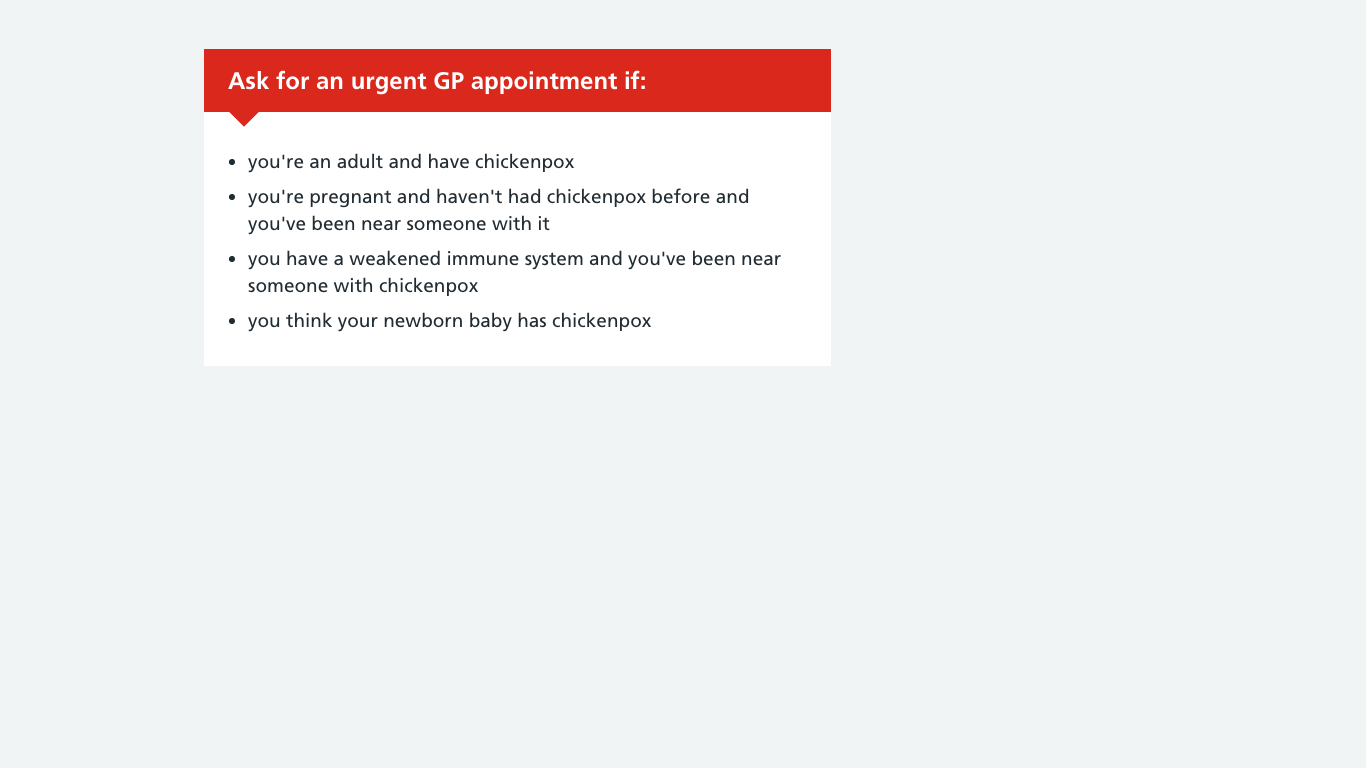 Ask for an urgent GP appointment if:
you're an adult and have chickenpox
you're pregnant and haven't had chickenpox before and
you've been near someone with it
you have a weakened immune system and you've been near
someone with chickenpox
you think your newborn baby has chickenpox